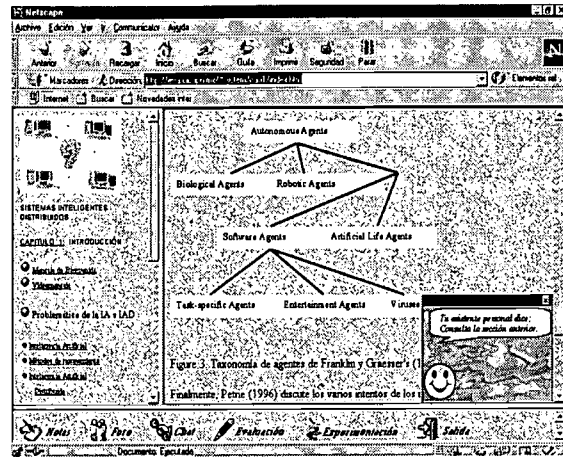 Netscape
Archivo Edición Ver Ir Communicator Ayuda
Anterior Recargar Inicio Buscar Guía Imprimir Seguridad Parar
Marcadores Dirección
Internet Buscar Novedades
SISTEMAS INTELIGENTES
DISTRIBUIDOS
CAPITULO 1: INTRODUCCIÓN
Problemática de la IA e IAD
Autonomous Agents
Biological Agents Robotic Agents
Software Agents Artificial Life Agents
Task-specific Agents Entertainment Agents Viruses
Tu asistente personal dice:
Consulta la sección anterior.
Figure 3. Taxonomía de agentes de Franklin y Graesser's (1
Finalmente, Petrie (1996) discute los varios intentos de los
Notas Foro Chat Evaluación Experimentación Salida